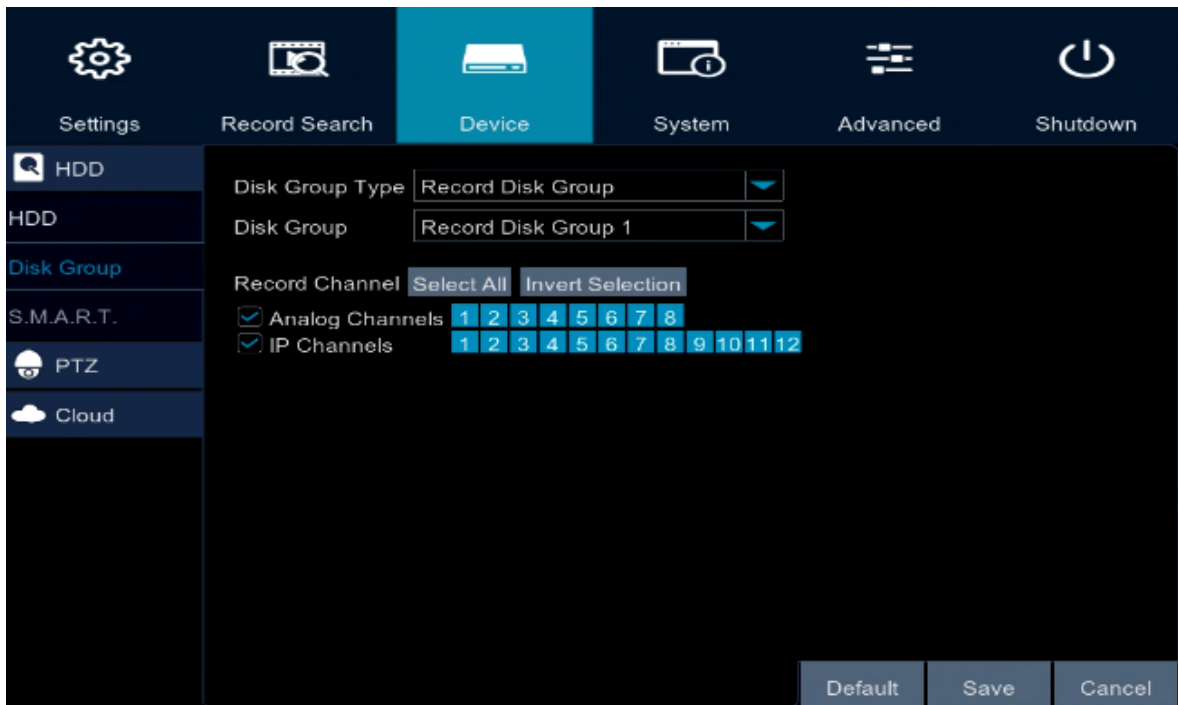 Settings Record Search Device System Advanced Shutdown
HDD
HDD
Disk Group
S.M.A.R.T.
PTZ
Cloud
Disk Group Type Record Disk Group
Disk Group Record Disk Group 1
Record Channel Select All Invert Selection
Analog Channels 1 2 3 4 5 6 7 8
IP Channels 1 2 3 4 5 6 7 8 9 10 11 12
Default Save Cancel